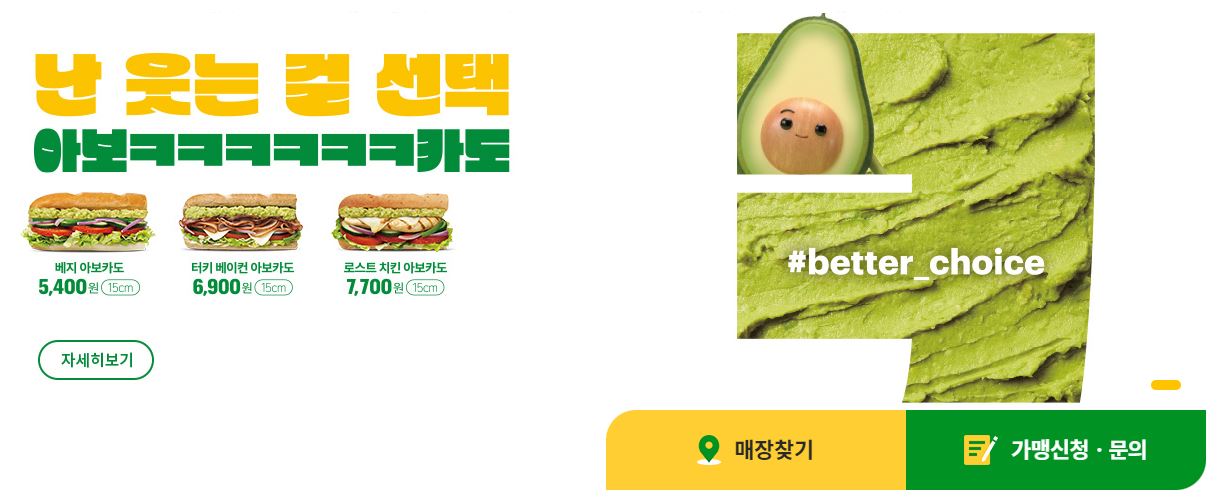 난 웃는 걸 선택
아보ㅋㅋㅋㅋㅋㅋ카도
베지 아보카도
5,400원 15cm
터키 베이컨 아보카도
6,900원 15cm
로스트 치킨 아보카도
7,700원 15cm
자세히보기
#better_choice
매장찾기
가맹신청 · 문의